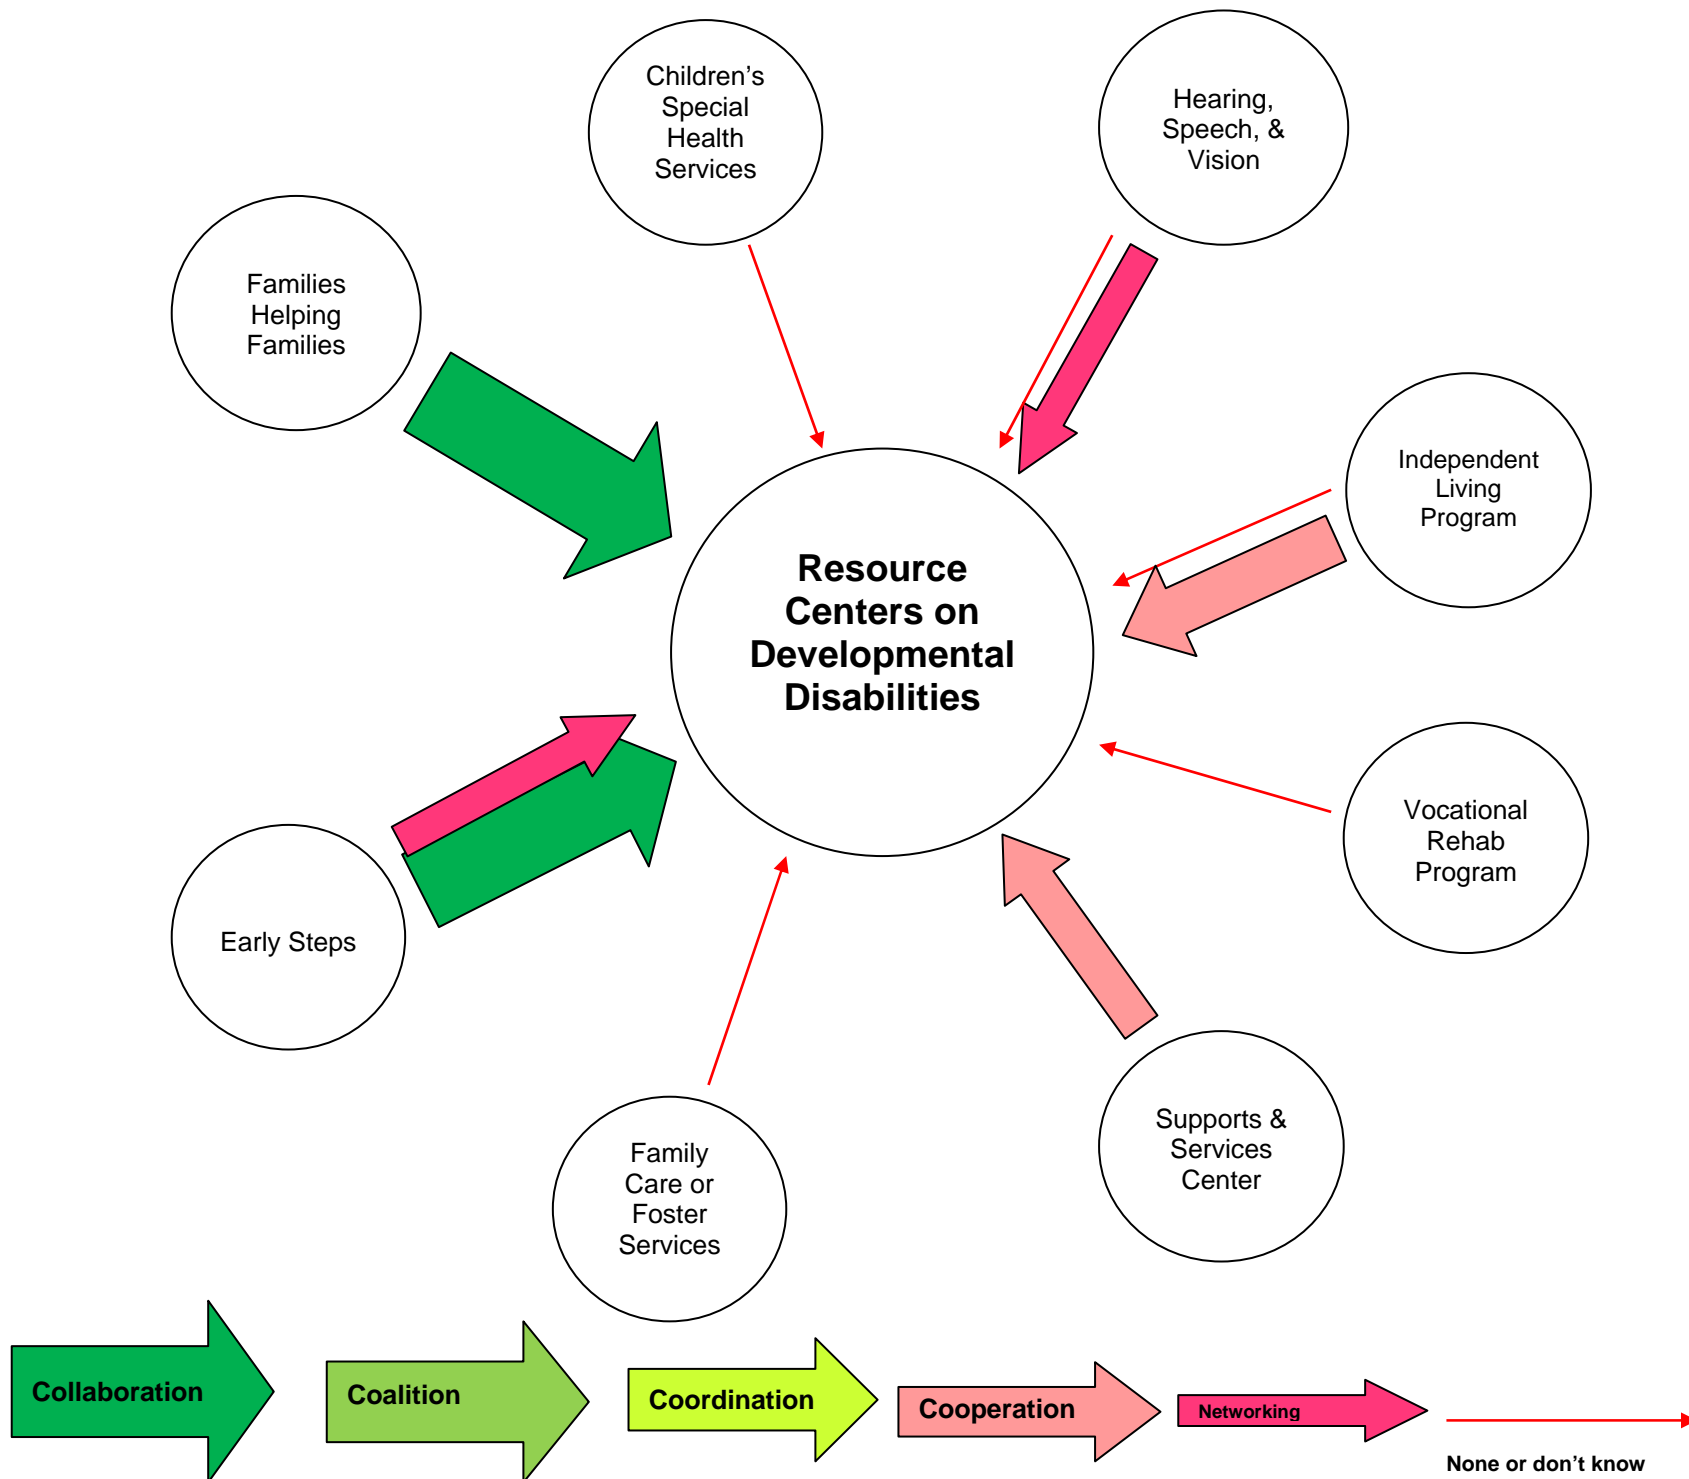 Children’s
Special
Health
Services
Hearing,
Speech, &
Vision
Families
Helping
Families
Independent
Living
Program
Resource
Centers on
Developmental
Disabilities
Vocational
Rehab
Program
Early Steps
Supports &
Services
Center
Family
Care or
Foster
Services
Collaboration
Coalition
Coordination
Cooperation
Networking
None or don’t know